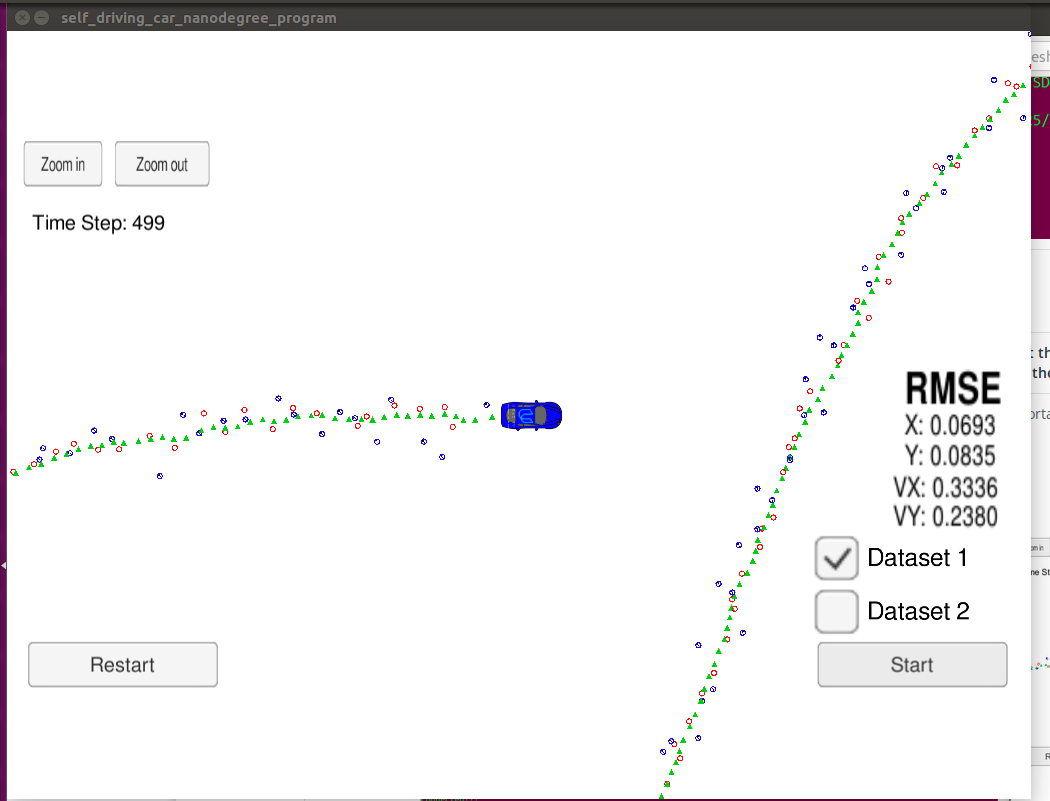 self_driving_car_nanodegree_program
Zoom in
Zoom out
Time Step: 499
RMSE
X: 0.0693
Y: 0.0835
VX: 0.3336
VY: 0.2380
Dataset 1
Dataset 2
Restart
Start